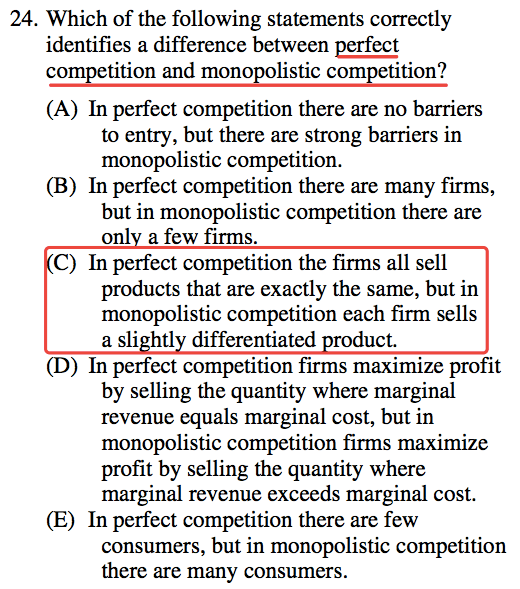 24. Which of the following statements correctly
identifies a difference between perfect
competition and monopolistic competition?
(A) In perfect competition there are no barriers
to entry, but there are strong barriers in
monopolistic competition.
(B) In perfect competition there are many firms,
but in monopolistic competition there are
only a few firms.
(C) In perfect competition the firms all sell
products that are exactly the same, but in
monopolistic competition each firm sells
a slightly differentiated product.
(D) In perfect competition firms maximize profit
by selling the quantity where marginal
revenue equals marginal cost, but in
monopolistic competition firms maximize
profit by selling the quantity where
marginal revenue exceeds marginal cost.
(E) In perfect competition there are few
consumers, but in monopolistic competition
there are many consumers.